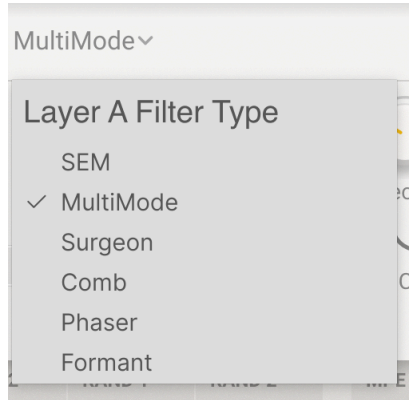 MultiMode
Layer A Filter Type
SEM
MultiMode
Surgeon
Comb
Phaser
Formant